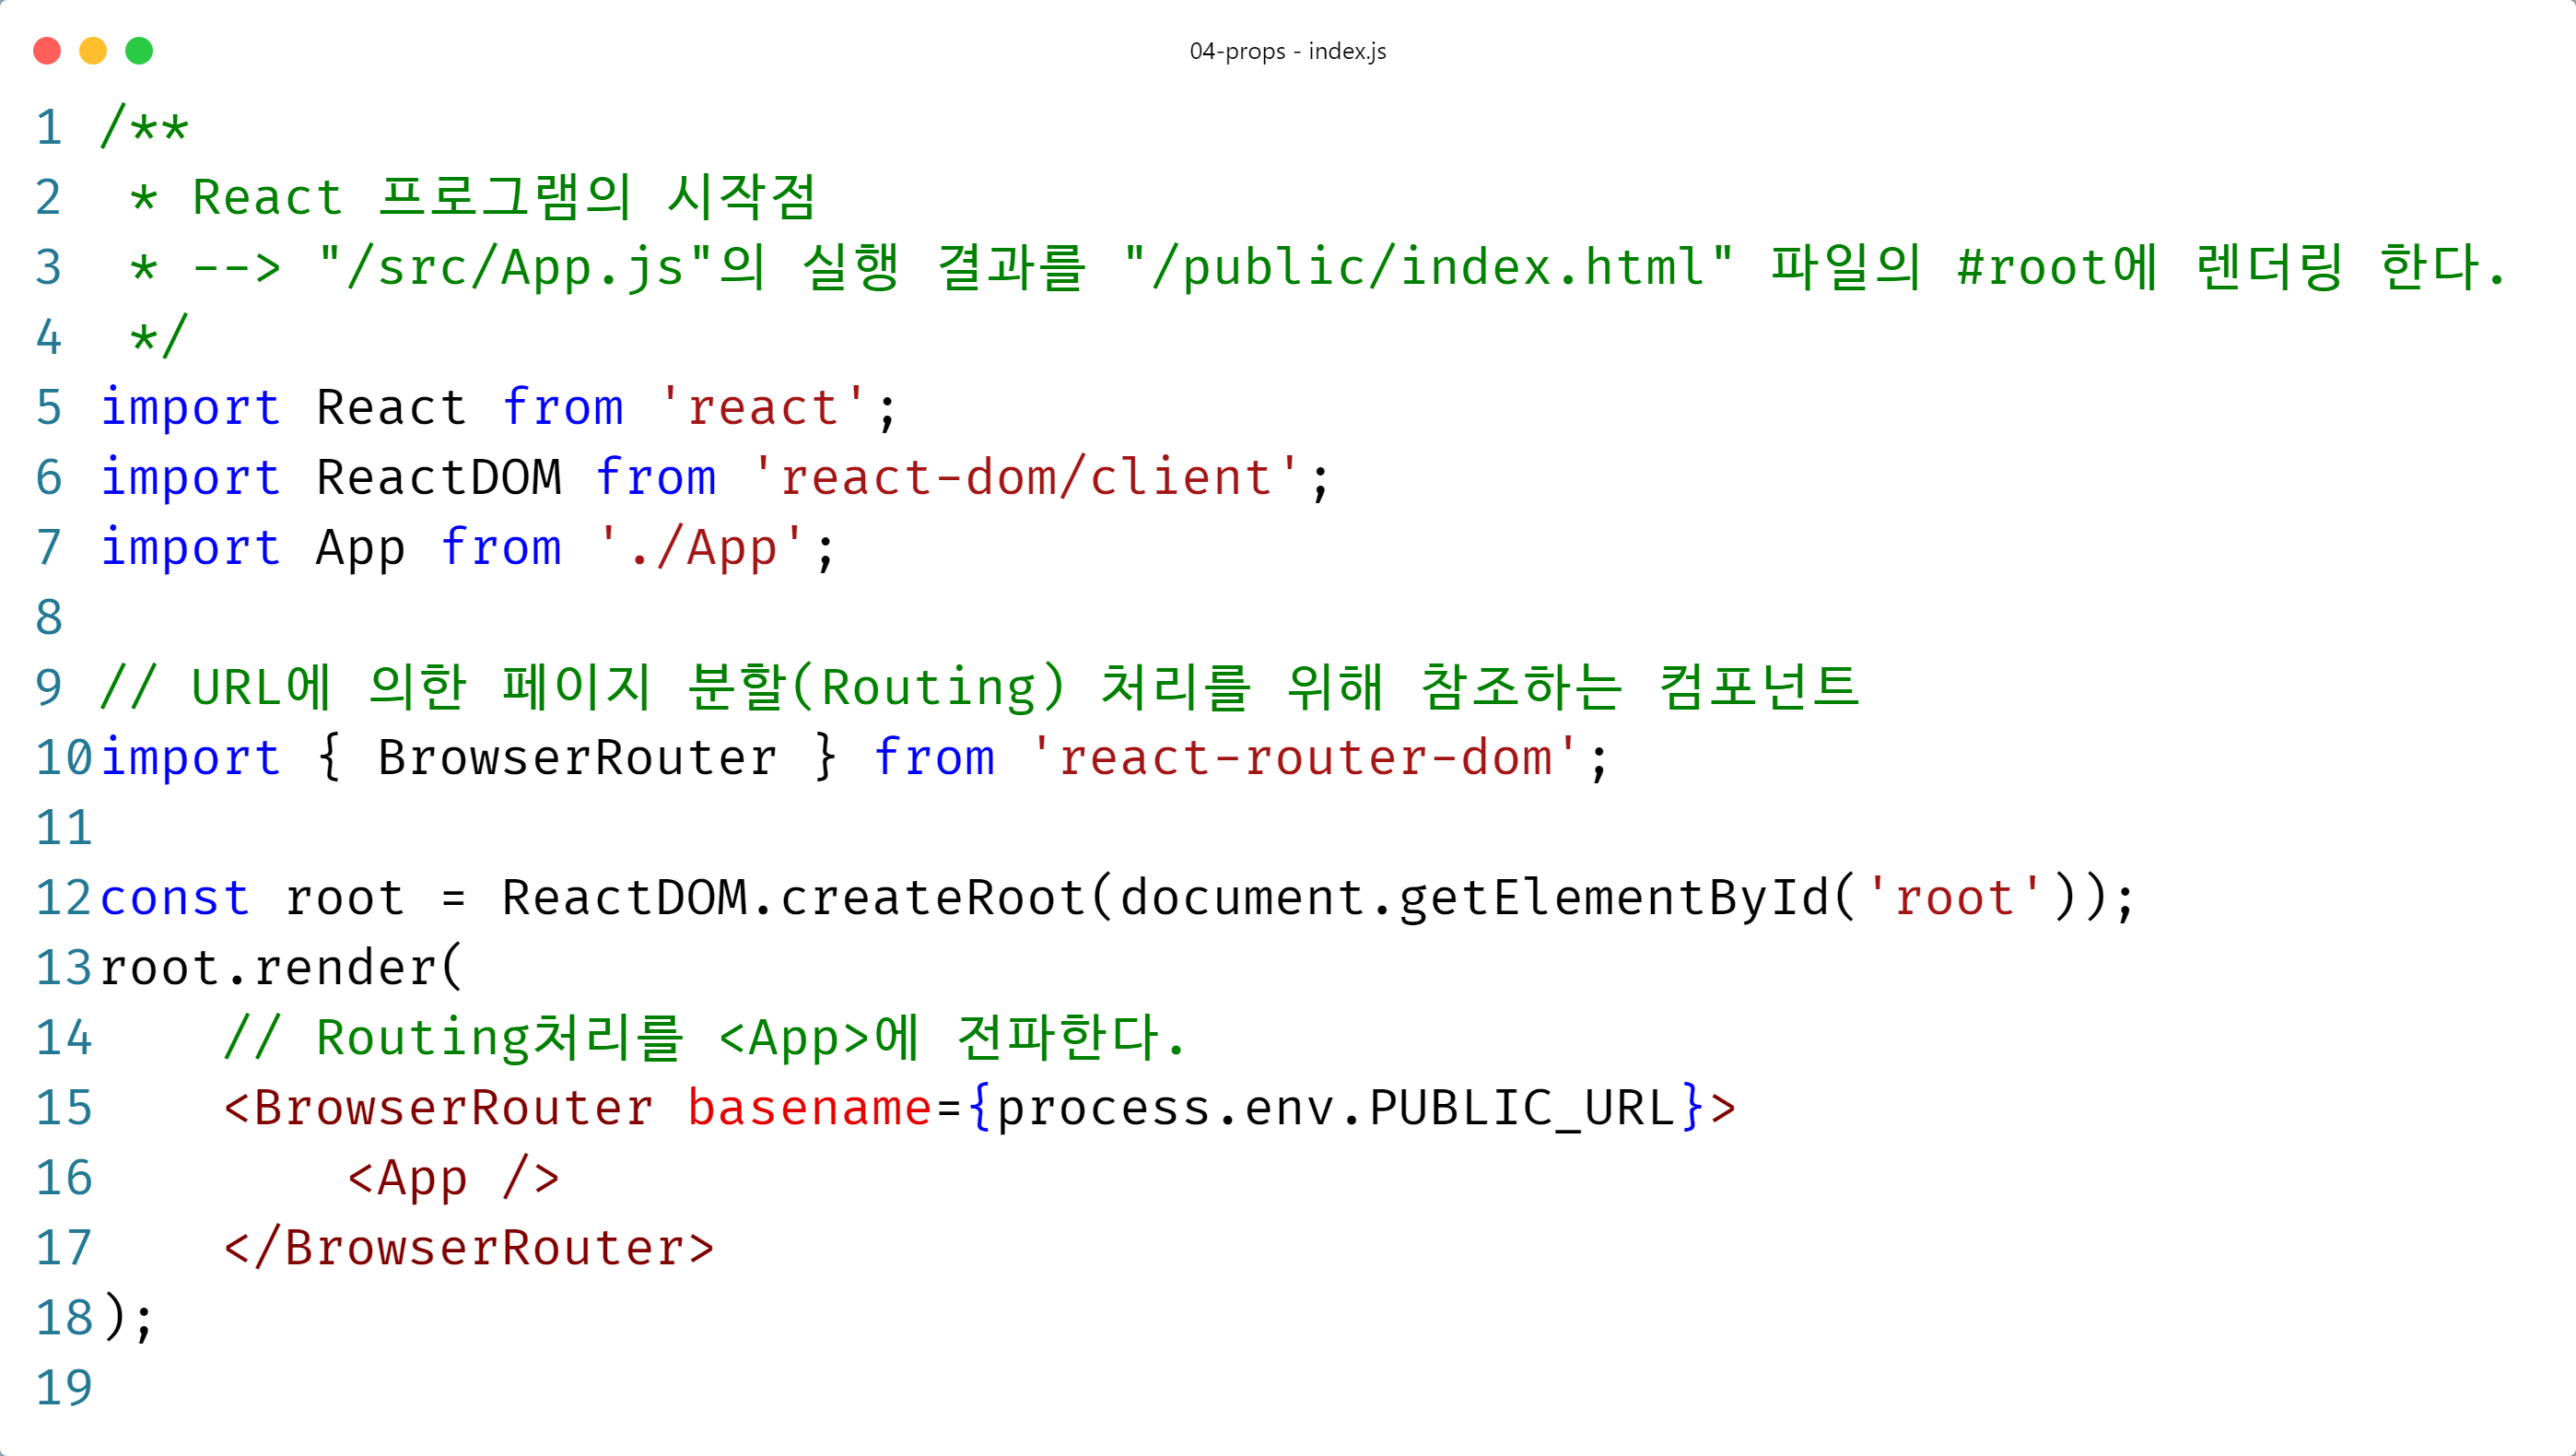 04-props - index.js
1 /**
2  * React 프로그램의 시작점
3  * --> "/src/App.js"의 실행 결과를 "/public/index.html" 파일의 #root에 렌더링 한다.
4  */
5 import React from 'react';
6 import ReactDOM from 'react-dom/client';
7 import App from './App';
8
9 // URL에 의한 페이지 분할(Routing) 처리를 위해 참조하는 컴포넌트
10 import { BrowserRouter } from 'react-router-dom';
11
12 const root = ReactDOM.createRoot(document.getElementById('root'));
13 root.render(
14     // Routing처리를 <App>에 전파한다.
15     <BrowserRouter basename={process.env.PUBLIC_URL}>
16         <App />
17     </BrowserRouter>
18 );
19